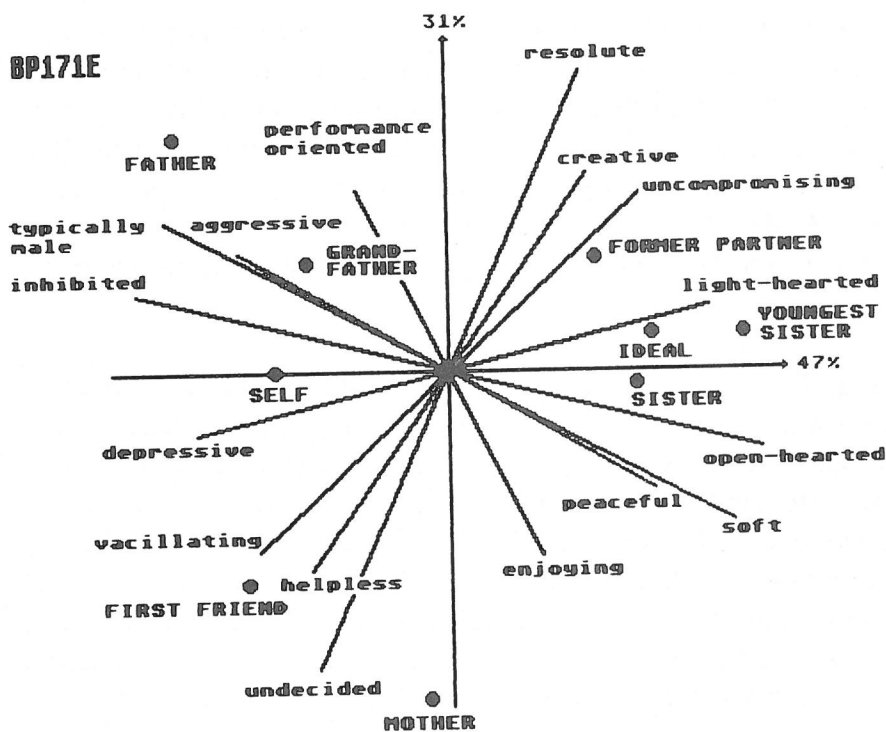 31%
resolute
8P171E
performance
oriented
FATHER
creative
uncompromising
typically
male
aggressive
GRAND-
FATHER
FORMER PARTNER
inhibited
light-hearted
YOUNGEST
SISTER
IDEAL
47%
SELF
SISTER
depressive
open-hearted
peaceful
soft
vacillating
enjoying
helpless
FIRST FRIEND
undecided
MOTHER